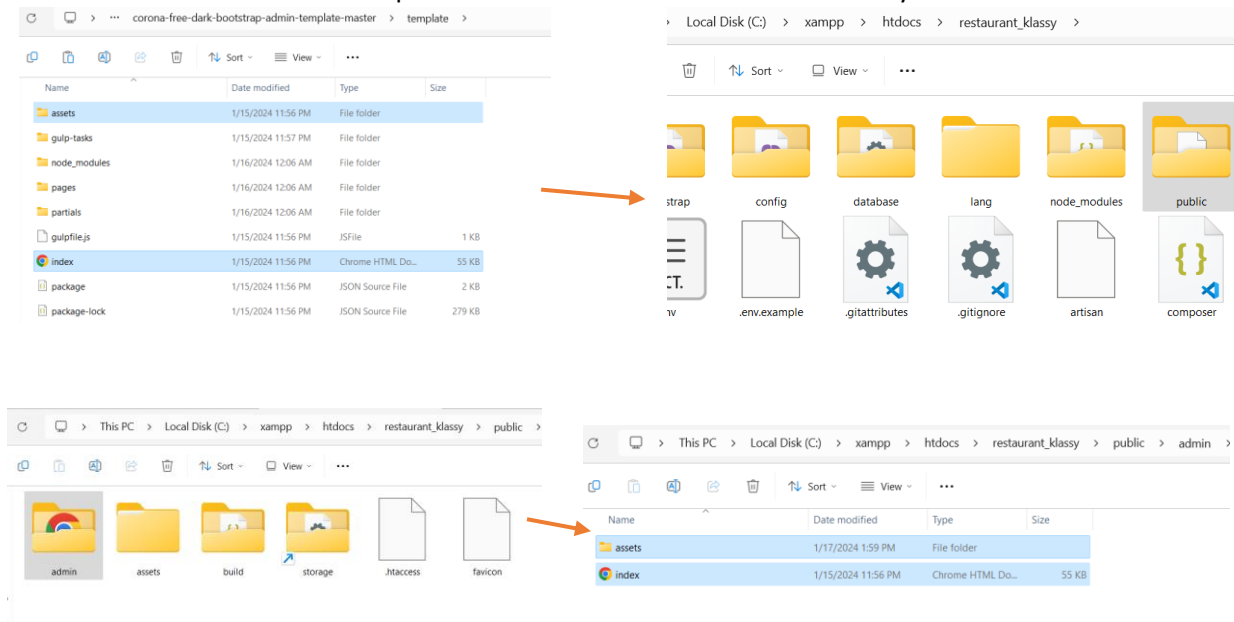 corona-free-dark-bootstrap-admin-template-master > template >
Sort View
Name Date modified Type Size
assets 1/15/2024 11:56 PM File folder
gulp-tasks 1/15/2024 11:57 PM File folder
node_modules 1/16/2024 12:06 AM File folder
pages 1/16/2024 12:06 AM File folder
partials 1/16/2024 12:06 AM File folder
gulpfile.js 1/15/2024 11:56 PM JSFile 1 KB
index 1/15/2024 11:56 PM Chrome HTML Do... 55 KB
package 1/15/2024 11:56 PM JSON Source File 2 KB
package-lock 1/15/2024 11:56 PM JSON Source File 279 KB
Local Disk (C:) > xampp > htdocs > restaurant_klassy >
Sort View
strap config database lang node_modules public
.env.example .gitattributes .gitignore artisan composer
This PC > Local Disk (C:) > xampp > htdocs > restaurant_klassy > public >
Sort View
admin assets build storage .htaccess favicon
This PC > Local Disk (C:) > xampp > htdocs > restaurant_klassy > public > admin >
Sort View
Name Date modified Type Size
assets 1/17/2024 1:59 PM File folder
index 1/15/2024 11:56 PM Chrome HTML Do... 55 KB